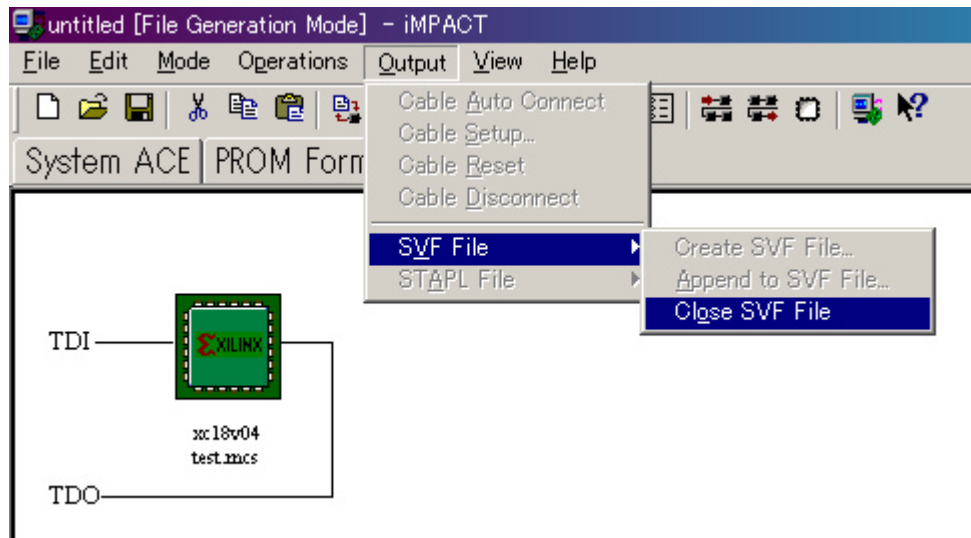 untitled [File Generation Mode] - iMPACT
File Edit Mode Operations Output View Help
Cable Auto Connect
Cable Setup...
Cable Reset
Cable Disconnect
System ACE PROM Form
SVF File
STAPL File
Create SVF File...
Append to SVF File...
Close SVF File
TDI
XILINX
xc18v04
test.mcs
TDO